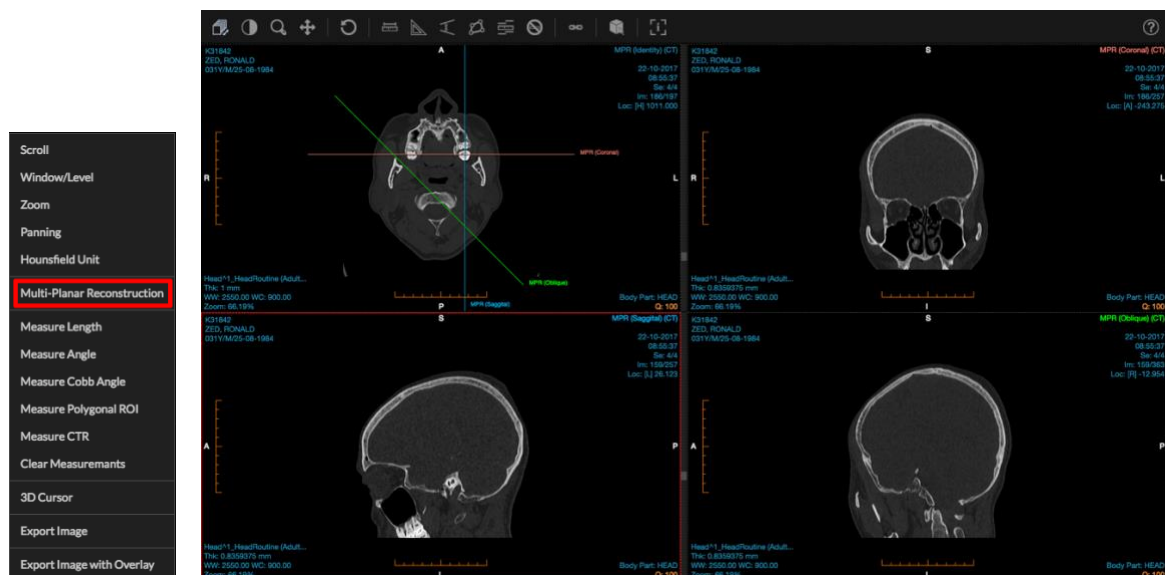 Scroll
Window/Level
Zoom
Panning
Hounsfield Unit
Multi-Planar Reconstruction
Measure Length
Measure Angle
Measure Cobb Angle
Measure Polygonal ROI
Measure CTR
Clear Measuremants
3D Cursor
Export Image
Export Image with Overlay
K31842
ZED, RONALD
031Y/M/25-08-1984
A
MPR (Identity) (CT)
22-10-2017
08:55:37
Se: 4/4
Im: 186/197
Loc: [H] 1011.000
MPR (Coronal)
R
L
MPR (Oblique)
Head^1_HeadRoutine (Adult...
Thk: 1 mm
WW: 2550.00 WC: 900.00
Zoom: 66.19%
P
MPR (Saggital)
Body Part: HEAD
Q: 100
K31842
ZED, RONALD
031Y/M/25-08-1984
S
MPR (Coronal) (CT)
22-10-2017
08:55:37
Se: 4/4
Im: 186/257
Loc: [A] -243.275
R
L
Head^1_HeadRoutine (Adult...
Thk: 0.8359375 mm
WW: 2550.00 WC: 900.00
Zoom: 66.19%
I
Body Part: HEAD
Q: 100
K31842
ZED, RONALD
031Y/M/25-08-1984
S
MPR (Saggital) (CT)
22-10-2017
08:55:37
Se: 4/4
Im: 159/257
Loc: [L] 26.123
A
P
Head^1_HeadRoutine (Adult...
Thk: 0.8359375 mm
WW: 2550.00 WC: 900.00
Zoom: 66.19%
Body Part: HEAD
Q: 100
K31842
ZED, RONALD
031Y/M/25-08-1984
S
MPR (Oblique) (CT)
22-10-2017
08:55:37
Se: 4/4
Im: 159/363
Loc: [R] -12.954
A
P
Head^1_HeadRoutine (Adult...
Thk: 0.8359375 mm
WW: 2550.00 WC: 900.00
Zoom: 66.19%
Body Part: HEAD
Q: 100